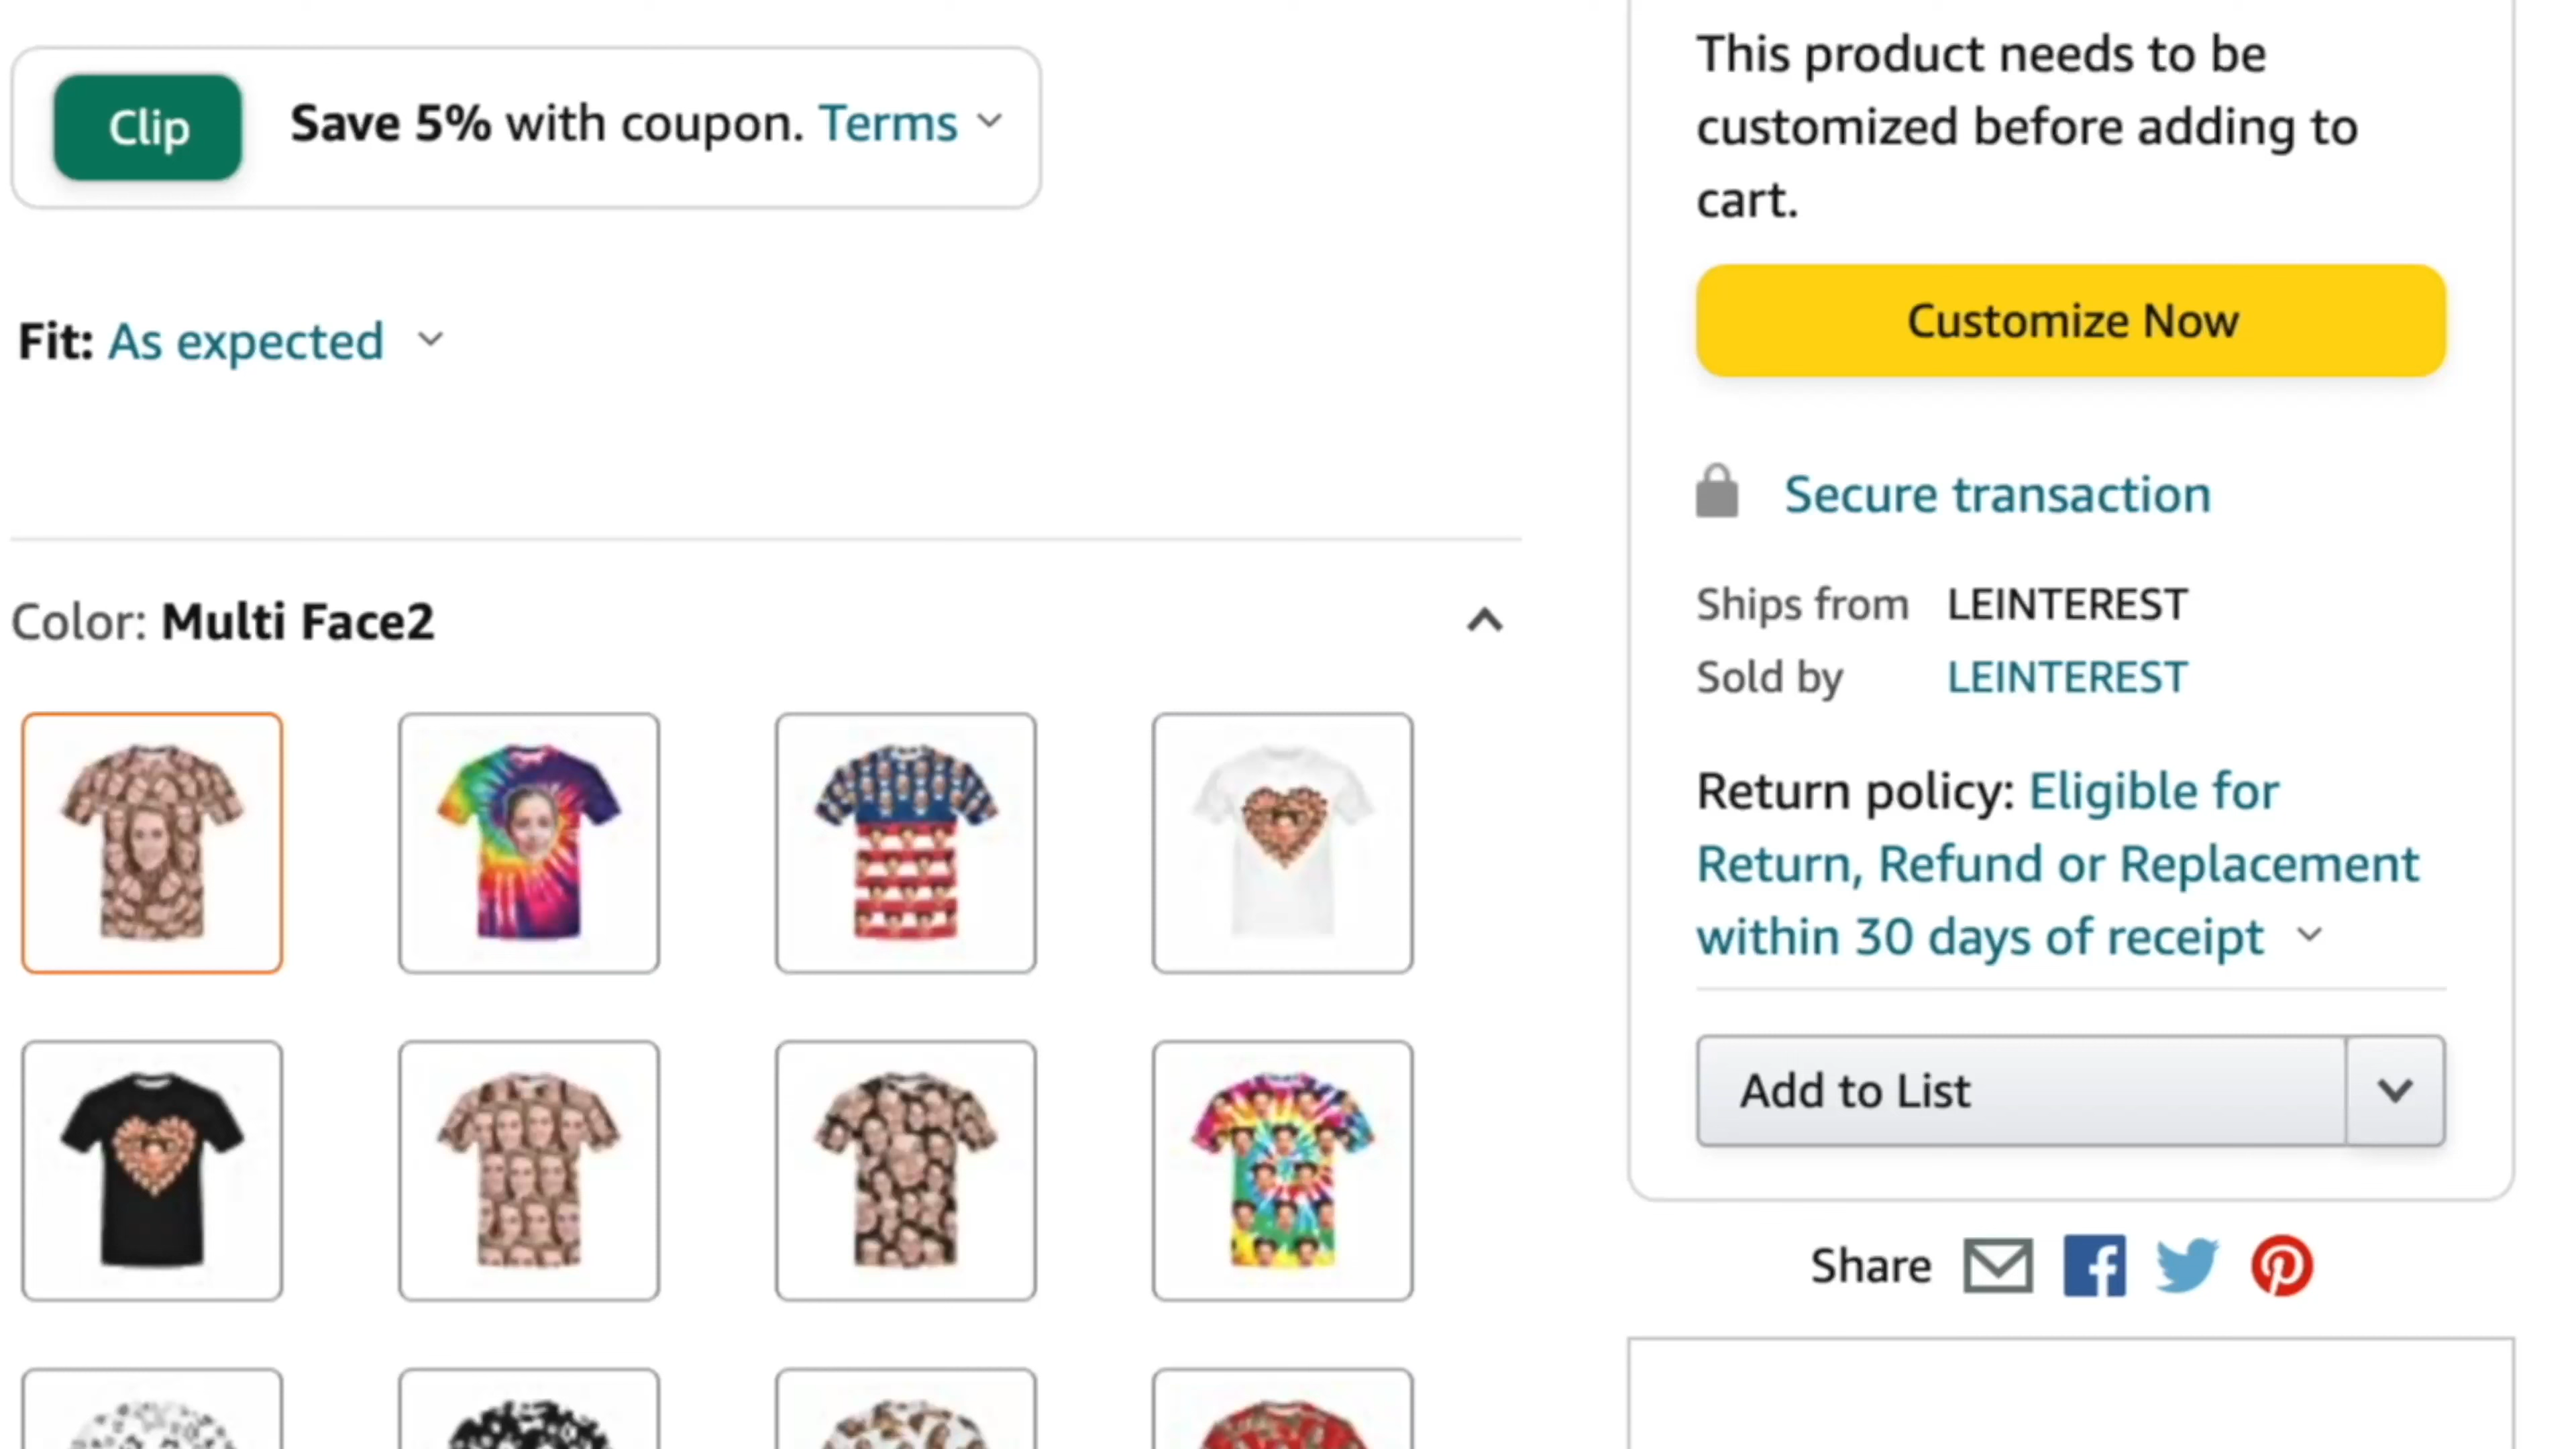 Clip
Save 5% with coupon. Terms
Fit: As expected
Color: Multi Face2
This product needs to be
customized before adding to
cart.
Customize Now
Secure transaction
Ships from LEINTEREST
Sold by LEINTEREST
Return policy: Eligible for
Return, Refund or Replacement
within 30 days of receipt
Add to List
Share